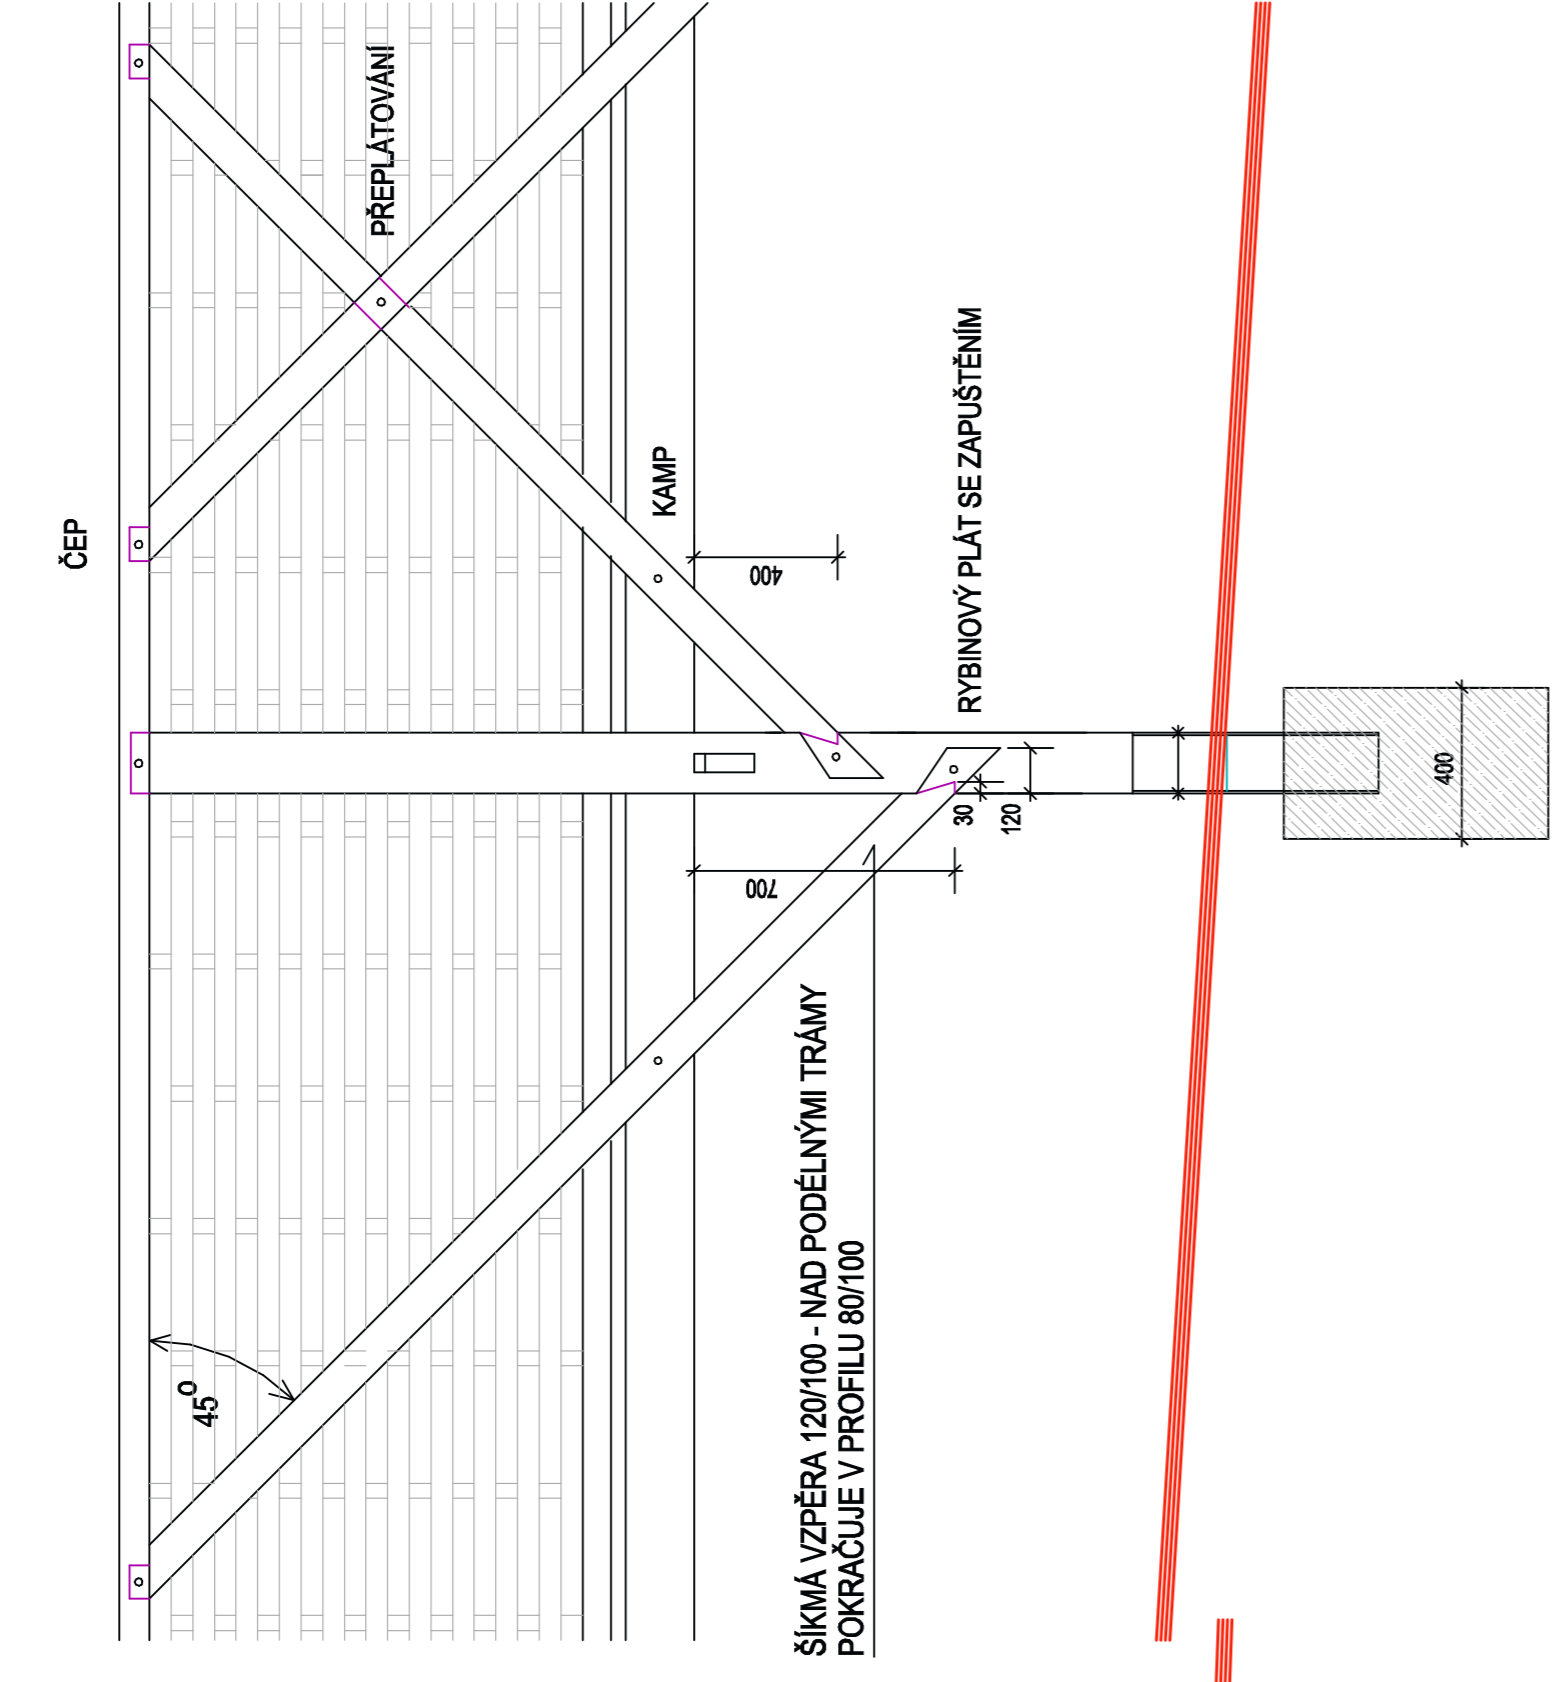 ČEP
PŘEPLÁTOVÁNÍ
KAMP
400
RYBINOVÝ PLÁT SE ZAPUŠTĚNÍM
30
120
700
400
45°
ŠÍKMÁ VZPĚRA 120/100 - NAD PODÉLNÝMI TRÁMY
POKRAČUJE V PROFILU 80/100